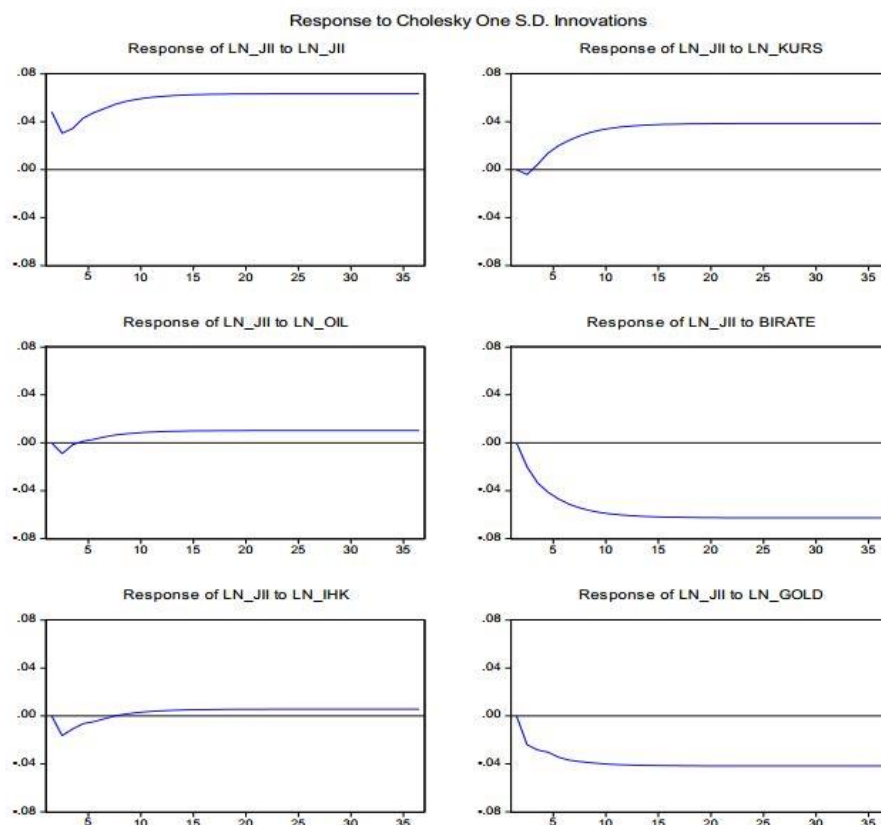 Response to Cholesky One S.D. Innovations
Response of LN_JII to LN_JII
.08
.04
.00
-.04
-.08
5 10 15 20 25 30 35
Response of LN_JII to LN_KURS
.08
.04
.00
-.04
-.08
5 10 15 20 25 30 35
Response of LN_JII to LN_OIL
.08
.04
.00
-.04
-.08
5 10 15 20 25 30 35
Response of LN_JII to BIRATE
.08
.04
.00
-.04
-.08
5 10 15 20 25 30 35
Response of LN_JII to LN_IHK
.08
.04
.00
-.04
-.08
5 10 15 20 25 30 35
Response of LN_JII to LN_GOLD
.08
.04
.00
-.04
-.08
5 10 15 20 25 30 35